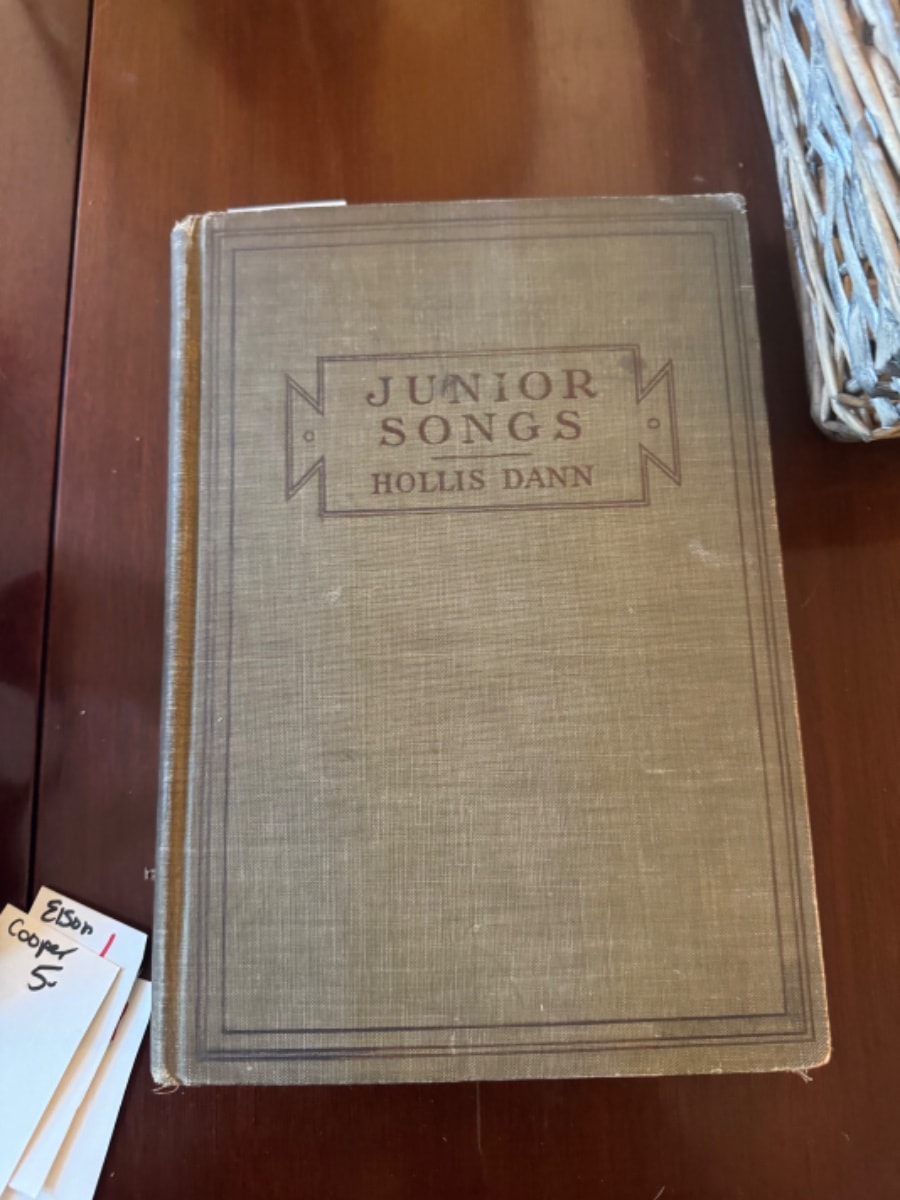 JUNIOR
SONGS
HOLLIS DANN
Elson
Cooper
5